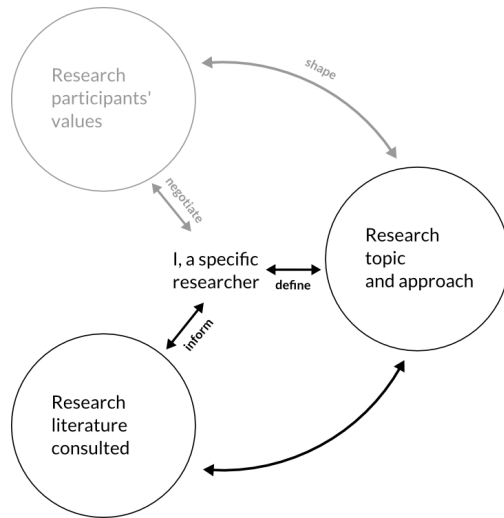 Research
participants'
values
shape
negotiate
I, a specific
researcher
define
Research
topic
and approach
inform
Research
literature
consulted